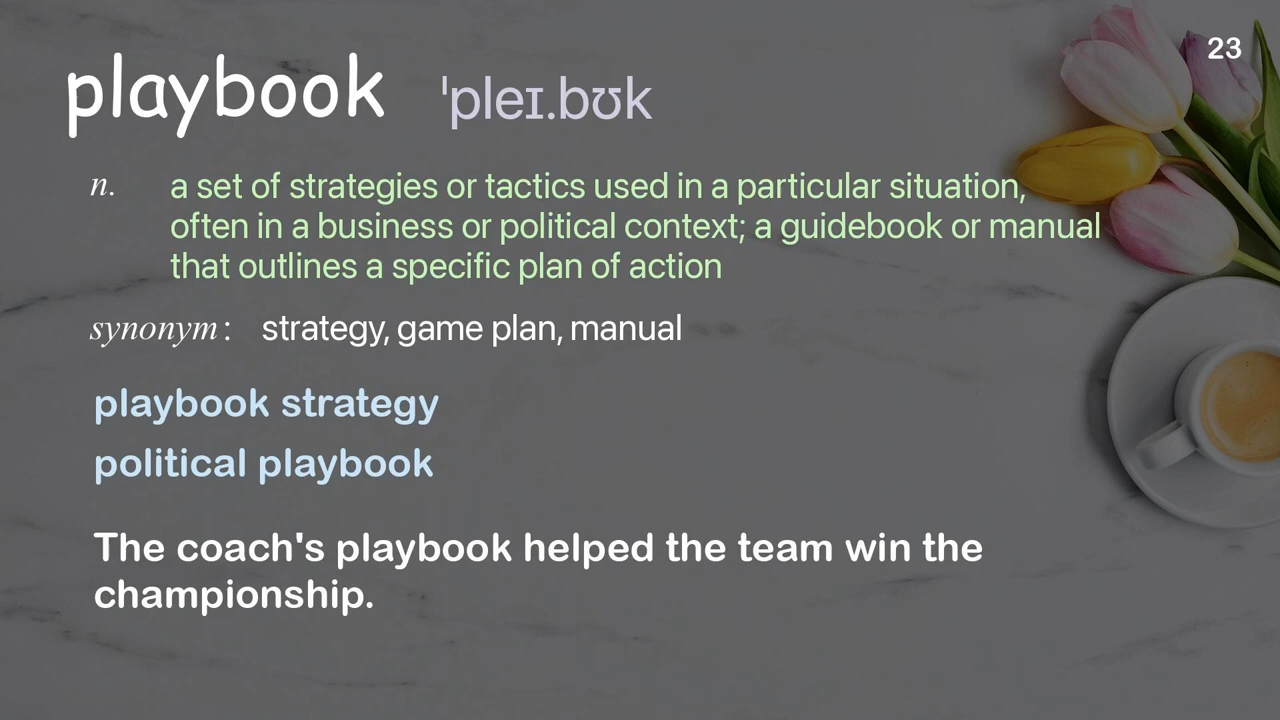 23
playbook ˈpleɪ.bʊk
n. a set of strategies or tactics used in a particular situation,
often in a business or political context; a guidebook or manual
that outlines a specific plan of action
synonym: strategy, game plan, manual
playbook strategy
political playbook
The coach's playbook helped the team win the
championship.